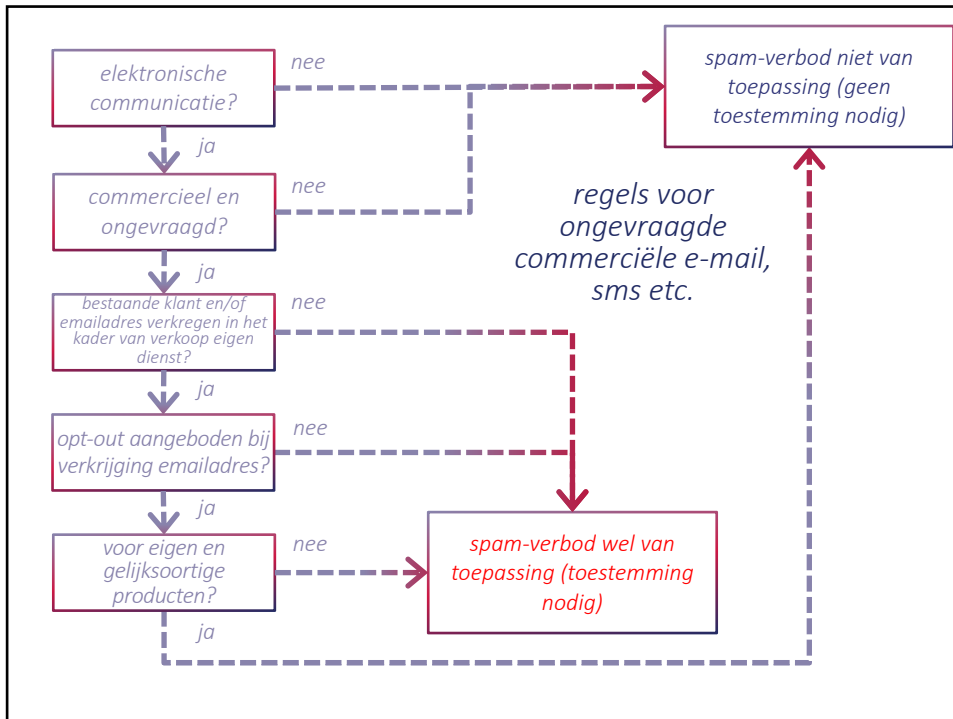 elektronische
communicatie?
nee
spam-verbod niet van
toepassing (geen
toestemming nodig)
ja
commercieel en
ongevraagd?
nee
regels voor
ongevraagde
commerciële e-mail,
sms etc.
ja
bestaande klant en/of
emailadres verkregen in het
kader van verkoop eigen
dienst?
nee
ja
opt-out aangeboden bij
verkrijging emailadres?
nee
ja
voor eigen en
gelijksoortige
producten?
nee
spam-verbod wel van
toepassing (toestemming
nodig)
ja